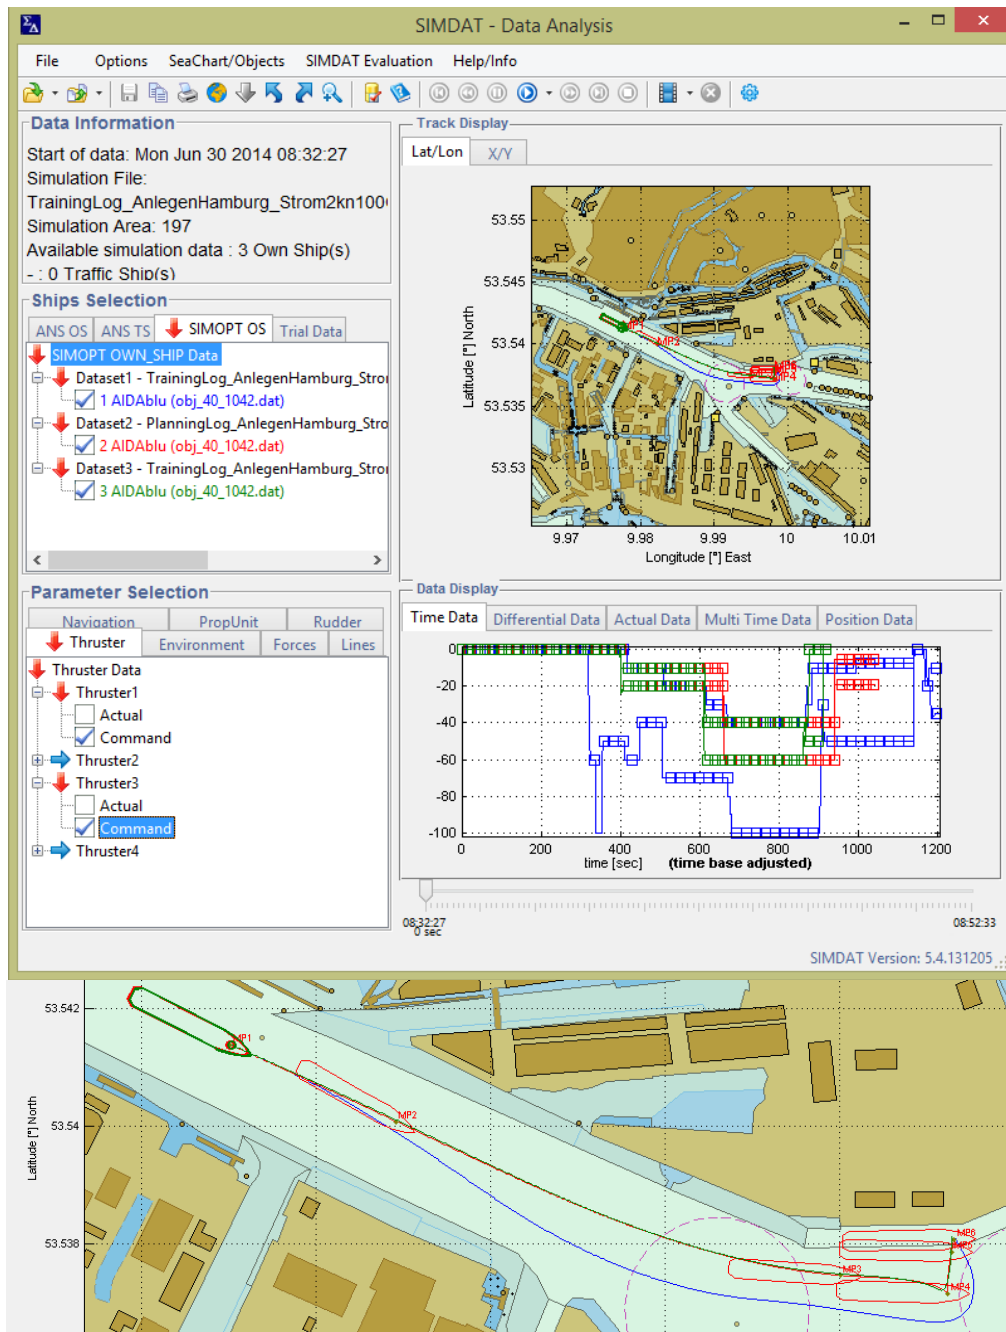 SIMDAT - Data Analysis
File Options SeaChart/Objects SIMDAT Evaluation Help/Info
Data Information
Start of data: Mon Jun 30 2014 08:32:27
Simulation File:
TrainingLog_AnlegenHamburg_Strom2kn100
Simulation Area: 197
Available simulation data : 3 Own Ship(s)
- : 0 Traffic Ship(s)
Ships Selection
ANS OS ANS TS SIMOPT OS Trial Data
SIMOPT OWN_SHIP Data
Dataset1 - TrainingLog_AnlegenHamburg_Stro
1 AIDAblu (obj_40_1042.dat)
Dataset2 - PlanningLog_AnlegenHamburg_Stro
2 AIDAblu (obj_40_1042.dat)
Dataset3 - TrainingLog_AnlegenHamburg_Stro
3 AIDAblu (obj_40_1042.dat)
Parameter Selection
Navigation PropUnit Rudder
Thruster Environment Forces Lines
Thruster Data
Thruster1
Actual
Command
Thruster2
Thruster3
Actual
Command
Thruster4
Track Display
Lat/Lon X/Y
53.55
53.545
53.54
53.535
53.53
Latitude [°] North
MP1
MP2
MP4
9.97 9.98 9.99 10 10.01
Longitude [°] East
Data Display
Time Data Differential Data Actual Data Multi Time Data Position Data
0
-20
-40
-60
-80
-100
0 200 400 600 800 1000 1200
time [sec] (time base adjusted)
08:32:27 08:52:33
0 sec
SIMDAT Version: 5.4.131205
53.542
53.54
53.538
Latitude [°] North
MP1
MP2
MP3
MP4
MP5
MP6